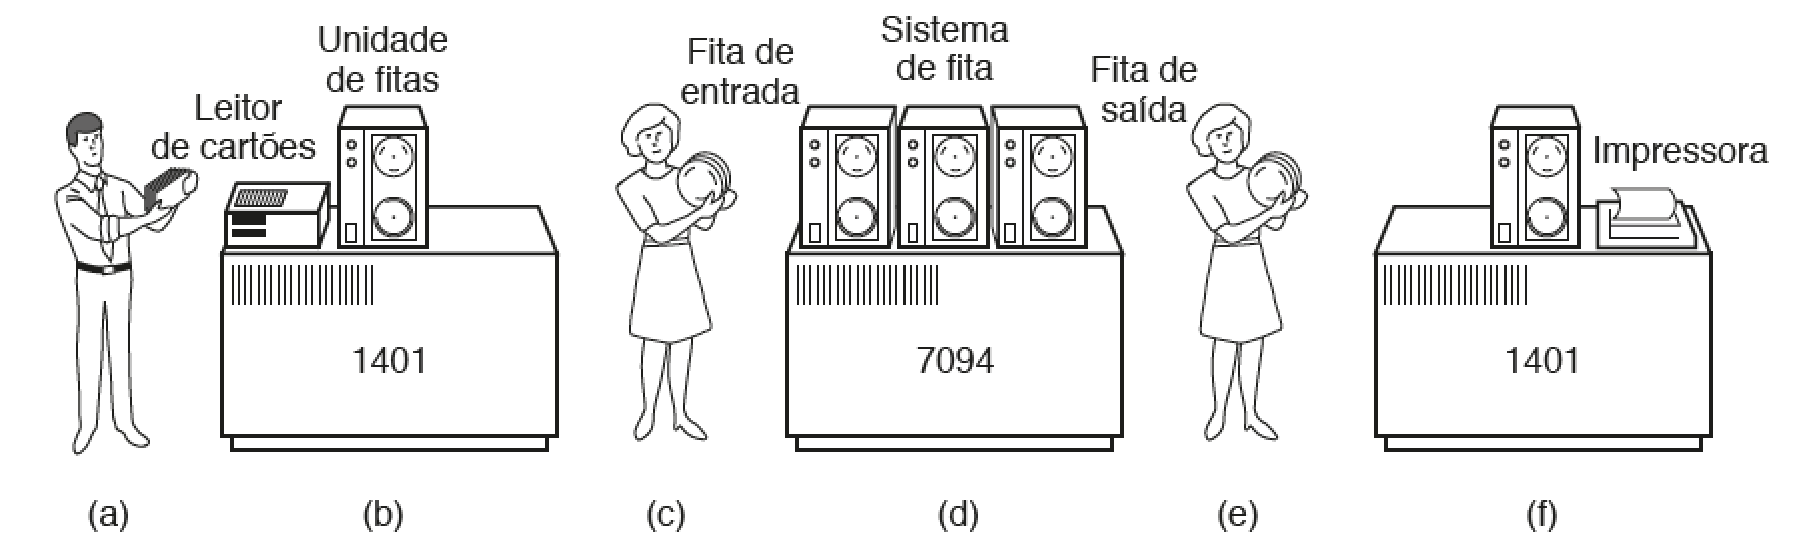 Unidade
de fitas
Leitor
de cartões
Fita de
entrada
Sistema
de fita
Fita de
saída
Impressora
1401
7094
1401
(a)
(b)
(c)
(d)
(e)
(f)